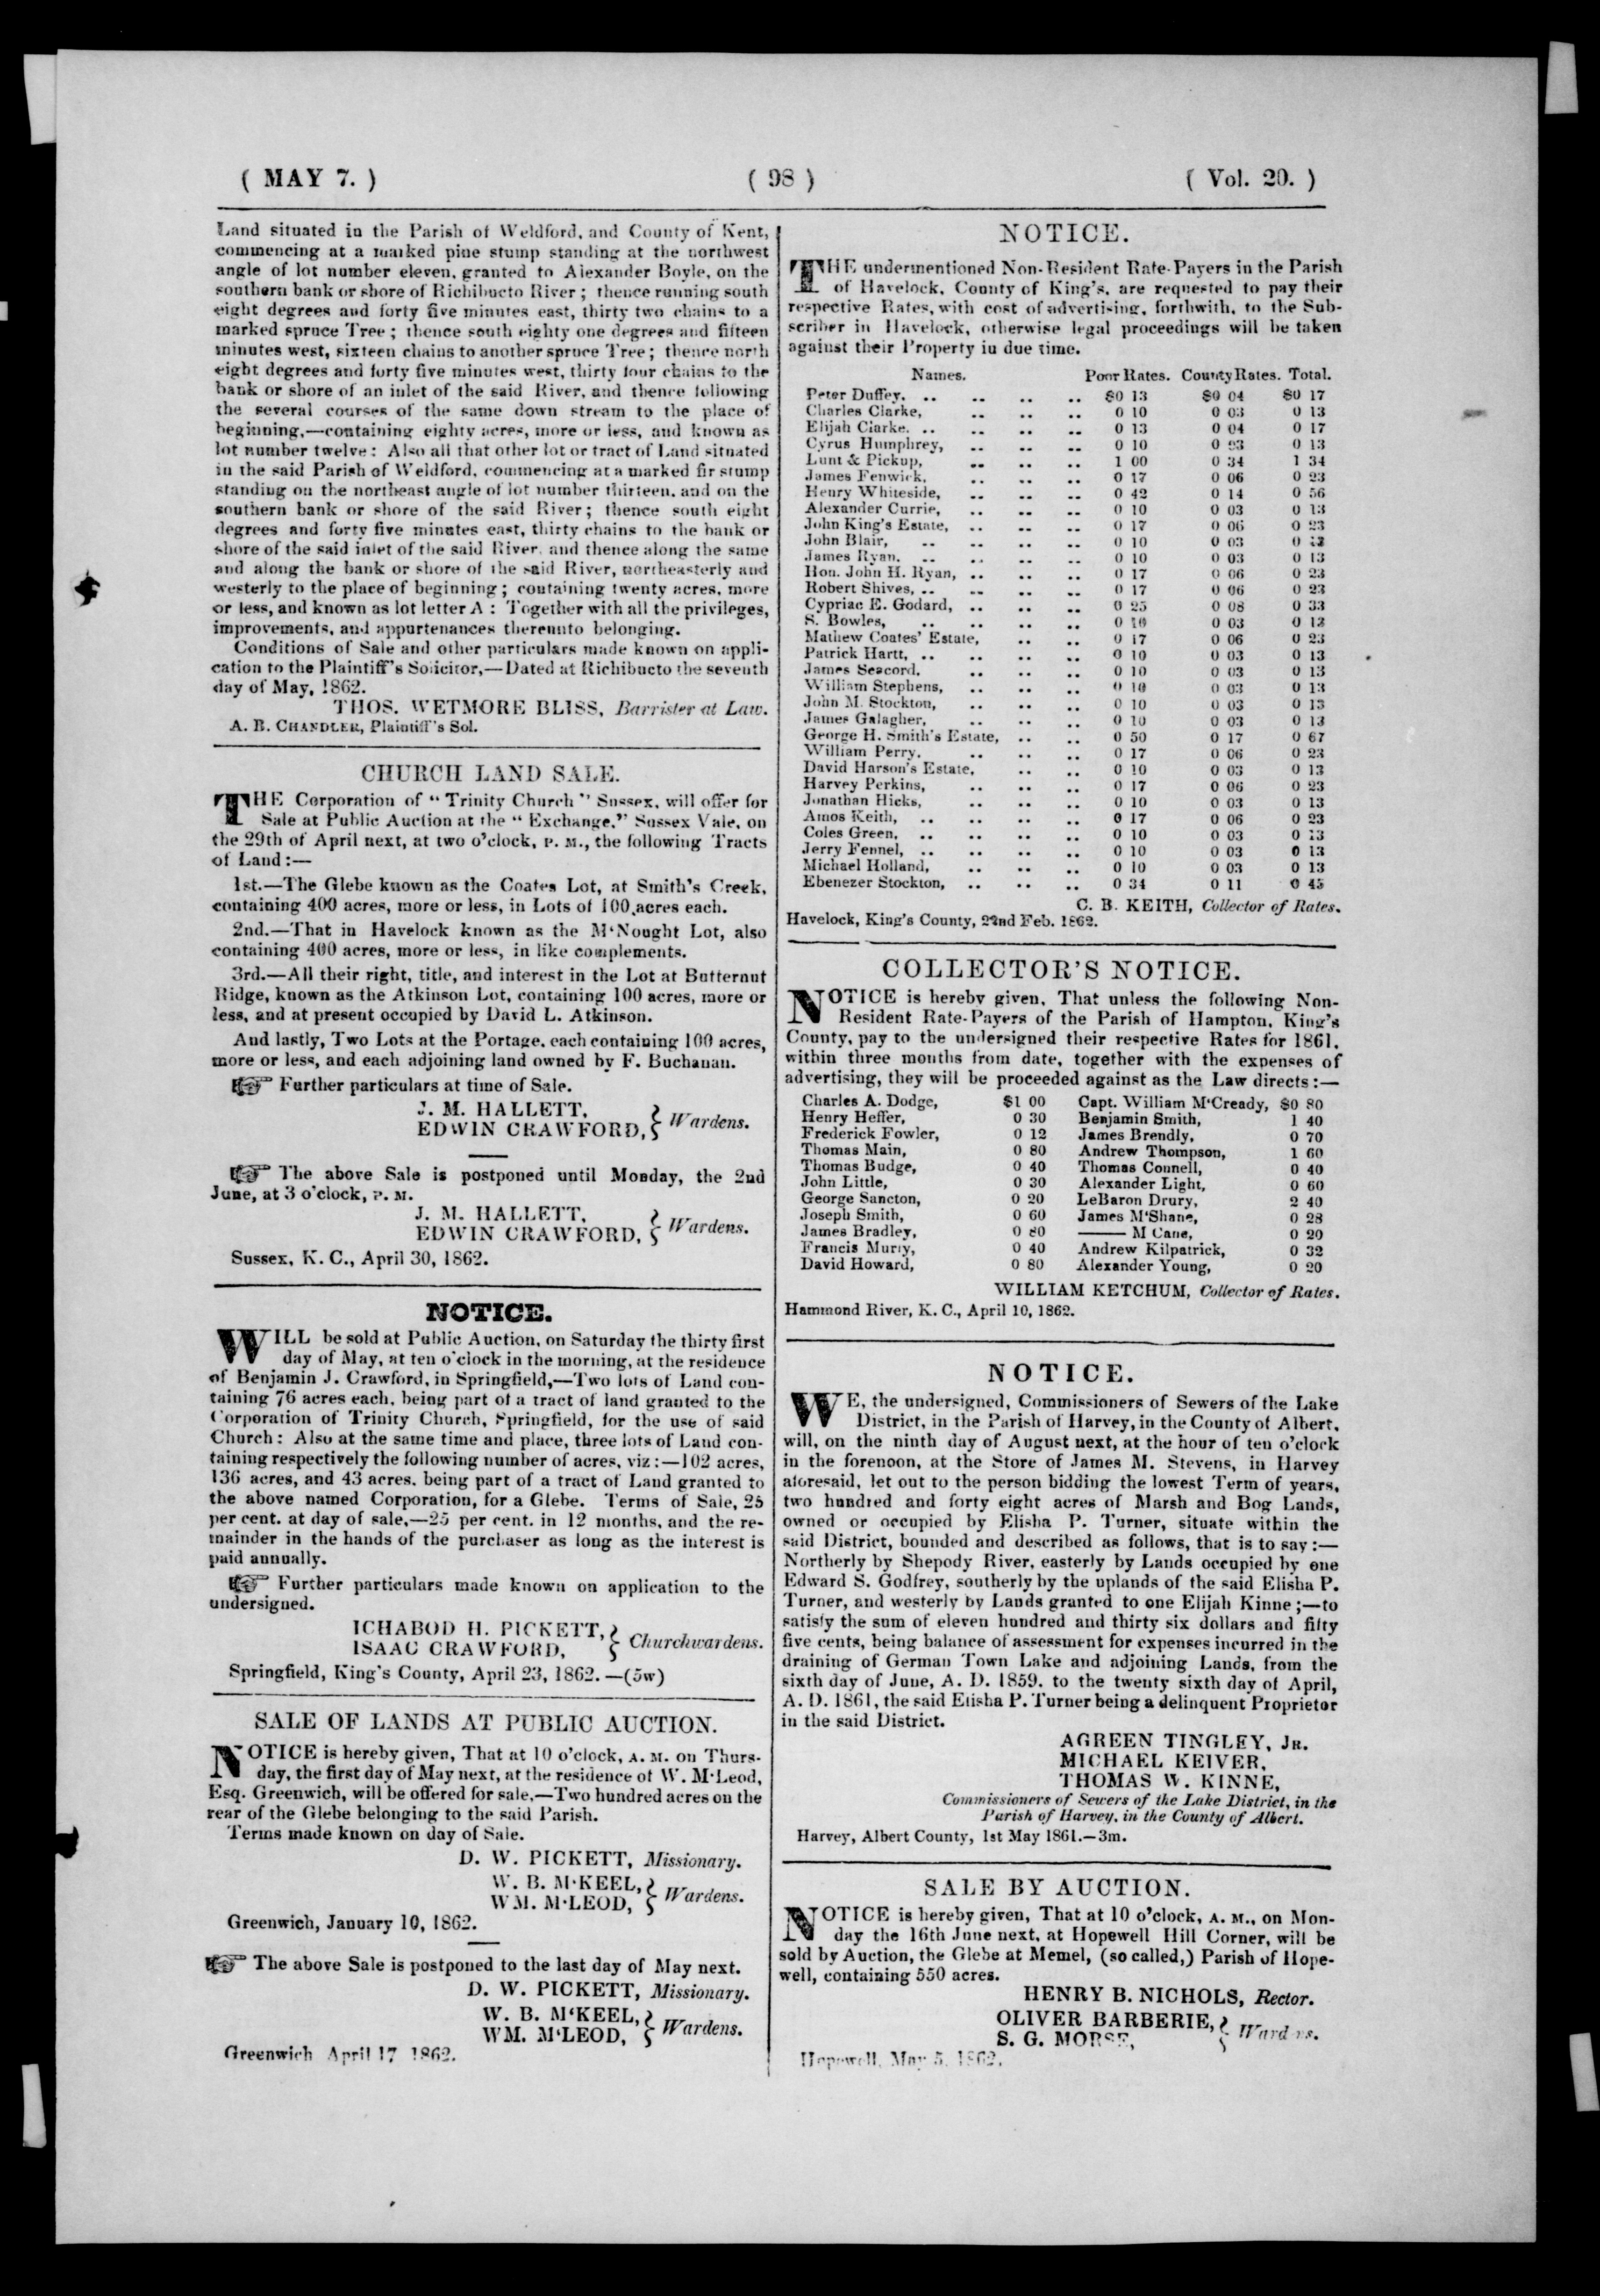 ( MAY 7. ) ( 98 ) ( Vol. 20. )
Land situated in the Parish of Weldford, and County of Kent,
commencing at a marked pine stump standing at the northwest
angle of lot number eleven, granted to Alexander Boyle, on the
southern bank or shore of Richibucto River ; thence running south
eight degrees and forty five minutes east, thirty two chains to a
marked spruce Tree ; thence south eighty one degrees and fifteen
minutes west, sixteen chains to another spruce Tree ; thence north
eight degrees and forty five minutes west, thirty four chains to the
bank or shore of an inlet of the said River, and thence following
the several courses of the same down stream to the place of
beginning,—containing eighty acres, more or less, and known as
lot number twelve : Also all that other lot or tract of Land situated
in the said Parish of Weldford, commencing at a marked fir stump
standing on the northeast angle of lot number thirteen, and on the
southern bank or shore of the said River ; thence south eight
degrees and forty five minutes east, thirty chains to the bank or
shore of the said inlet of the said River, and thence along the same
and along the bank or shore of the said River, northeasterly and
westerly to the place of beginning ; containing twenty acres, more
or less, and known as lot letter A : Together with all the privileges,
improvements, and appurtenances thereunto belonging.
Conditions of Sale and other particulars made known on appli-
cation to the Plaintiff's Solicitor,—Dated at Richibucto the seventh
day of May, 1862.
THOS. WETMORE BLISS, Barrister at Law.
A. B. CHANDLER, Plaintiff's Sol.
CHURCH LAND SALE.
THE Corporation of " Trinity Church " Sussex, will offer for
Sale at Public Auction at the " Exchange," Sussex Vale, on
the 29th of April next, at two o'clock, P. M., the following Tracts
of Land :—
1st.—The Glebe known as the Coates Lot, at Smith's Creek,
containing 400 acres, more or less, in Lots of 100 acres each.
2nd.—That in Havelock known as the M'Nought Lot, also
containing 400 acres, more or less, in like complements.
3rd.—All their right, title, and interest in the Lot at Butternut
Ridge, known as the Atkinson Lot, containing 100 acres, more or
less, and at present occupied by David L. Atkinson.
And lastly, Two Lots at the Portage, each containing 100 acres,
more or less, and each adjoining land owned by F. Buchanan.
☞ Further particulars at time of Sale.
J. M. HALLETT,
EDWIN CRAWFORD, } Wardens.
☞ The above Sale is postponed until Monday, the 2nd
June, at 3 o'clock, P. M.
J. M. HALLETT,
EDWIN CRAWFORD, } Wardens.
Sussex, K. C., April 30, 1862.
NOTICE.
WILL be sold at Public Auction, on Saturday the thirty first
day of May, at ten o'clock in the morning, at the residence
of Benjamin J. Crawford, in Springfield,—Two lots of Land con-
taining 76 acres each, being part of a tract of land granted to the
Corporation of Trinity Church, Springfield, for the use of said
Church : Also at the same time and place, three lots of Land con-
taining respectively the following number of acres, viz :—102 acres,
136 acres, and 43 acres, being part of a tract of Land granted to
the above named Corporation, for a Glebe. Terms of Sale, 25
per cent. at day of sale,—25 per cent. in 12 months, and the re-
mainder in the hands of the purchaser as long as the interest is
paid annually.
☞ Further particulars made known on application to the
undersigned.
ICHABOD H. PICKETT,
ISAAC CRAWFORD, } Churchwardens.
Springfield, King's County, April 23, 1862.—(5w)
SALE OF LANDS AT PUBLIC AUCTION.
NOTICE is hereby given, That at 10 o'clock, A. M. on Thurs-
day, the first day of May next, at the residence of W. M'Leod,
Esq. Greenwich, will be offered for sale,—Two hundred acres on the
rear of the Glebe belonging to the said Parish.
Terms made known on day of Sale.
D. W. PICKETT, Missionary.
W. B. M'KEEL,
WM. M'LEOD, } Wardens.
Greenwich, January 10, 1862.
☞ The above Sale is postponed to the last day of May next.
D. W. PICKETT, Missionary.
W. B. M'KEEL,
WM. M'LEOD, } Wardens.
Greenwich April 17 1862.
NOTICE.
THE undermentioned Non-Resident Rate-Payers in the Parish
of Havelock, County of King's, are requested to pay their
respective Rates, with cost of advertising, forthwith, to the Sub-
scriber in Havelock, otherwise legal proceedings will be taken
against their Property in due time.
Names. Poor Rates. County Rates. Total.
Peter Duffey, .. .. .. .. $0 13 $0 04 $0 17
Charles Clarke, .. .. .. 0 10 0 03 0 13
Elijah Clarke, .. .. .. .. 0 13 0 04 0 17
Cyrus Humphrey, .. .. .. 0 10 0 03 0 13
Lunt & Pickup, .. .. .. 1 00 0 34 1 34
James Fenwick, .. .. .. 0 17 0 06 0 23
Henry Whiteside, .. .. .. 0 42 0 14 0 56
Alexander Currie, .. .. .. 0 10 0 03 0 13
John King's Estate, .. .. .. 0 17 0 06 0 23
John Blair, .. .. .. .. 0 10 0 03 0 13
James Ryan, .. .. .. .. 0 10 0 03 0 13
Hon. John H. Ryan, .. .. .. 0 17 0 06 0 23
Robert Shives, .. .. .. .. 0 17 0 06 0 23
Cypriac E. Godard, .. .. .. 0 25 0 08 0 33
S. Bowles, .. .. .. .. 0 10 0 03 0 13
Mathew Coates' Estate, .. .. 0 17 0 06 0 23
Patrick Hartt, .. .. .. .. 0 10 0 03 0 13
James Seacord, .. .. .. 0 10 0 03 0 13
William Stephens, .. .. .. 0 10 0 03 0 13
John M. Stockton, .. .. .. 0 10 0 03 0 13
James Galagher, .. .. .. 0 10 0 03 0 13
George H. Smith's Estate, .. .. 0 50 0 17 0 67
William Perry, .. .. .. 0 17 0 06 0 23
David Harson's Estate, .. .. 0 10 0 03 0 13
Harvey Perkins, .. .. .. 0 17 0 06 0 23
Jonathan Hicks, .. .. .. 0 10 0 03 0 13
Amos Keith, .. .. .. .. 0 17 0 06 0 23
Coles Green, .. .. .. .. 0 10 0 03 0 13
Jerry Fennel, .. .. .. .. 0 10 0 03 0 13
Michael Holland, .. .. .. 0 10 0 03 0 13
Ebenezer Stockton, .. .. .. 0 34 0 11 0 45
C. B. KEITH, Collector of Rates.
Havelock, King's County, 22nd Feb. 1862.
COLLECTOR'S NOTICE.
NOTICE is hereby given, That unless the following Non-
Resident Rate-Payers of the Parish of Hampton, King's
County, pay to the undersigned their respective Rates for 1861,
within three months from date, together with the expenses of
advertising, they will be proceeded against as the Law directs :—
Charles A. Dodge, $1 00 Capt. William M'Cready, $0 80
Henry Heffer, 0 30 Benjamin Smith, 1 40
Frederick Fowler, 0 12 James Brendly, 0 70
Thomas Main, 0 80 Andrew Thompson, 1 60
Thomas Budge, 0 40 Thomas Connell, 0 40
John Little, 0 30 Alexander Light, 0 60
George Sancton, 0 20 LeBaron Drury, 2 40
Joseph Smith, 0 60 James M'Shane, 0 28
James Bradley, 0 80 —— M Cane, 0 20
Francis Murry, 0 40 Andrew Kilpatrick, 0 32
David Howard, 0 80 Alexander Young, 0 20
WILLIAM KETCHUM, Collector of Rates.
Hammond River, K. C., April 10, 1862.
NOTICE.
WE, the undersigned, Commissioners of Sewers of the Lake
District, in the Parish of Harvey, in the County of Albert,
will, on the ninth day of August next, at the hour of ten o'clock
in the forenoon, at the Store of James M. Stevens, in Harvey
aforesaid, let out to the person bidding the lowest Term of years,
two hundred and forty eight acres of Marsh and Bog Lands,
owned or occupied by Elisha P. Turner, situate within the
said District, bounded and described as follows, that is to say :—
Northerly by Shepody River, easterly by Lands occupied by one
Edward S. Godfrey, southerly by the uplands of the said Elisha P.
Turner, and westerly by Lands granted to one Elijah Kinne ;—to
satisfy the sum of eleven hundred and thirty six dollars and fifty
five cents, being balance of assessment for expenses incurred in the
draining of German Town Lake and adjoining Lands, from the
sixth day of June, A. D. 1859. to the twenty sixth day of April,
A. D. 1861, the said Elisha P. Turner being a delinquent Proprietor
in the said District.
AGREEN TINGLEY, JR.
MICHAEL KEIVER,
THOMAS W. KINNE,
Commissioners of Sewers of the Lake District, in the
Parish of Harvey, in the County of Albert.
Harvey, Albert County, 1st May 1861.—3m.
SALE BY AUCTION.
NOTICE is hereby given, That at 10 o'clock, A. M., on Mon-
day the 16th June next, at Hopewell Hill Corner, will be
sold by Auction, the Glebe at Memel, (so called,) Parish of Hope-
well, containing 550 acres.
HENRY B. NICHOLS, Rector.
OLIVER BARBERIE,
S. G. MORSE, } Wardens.
Hopewell, May 5, 1862.